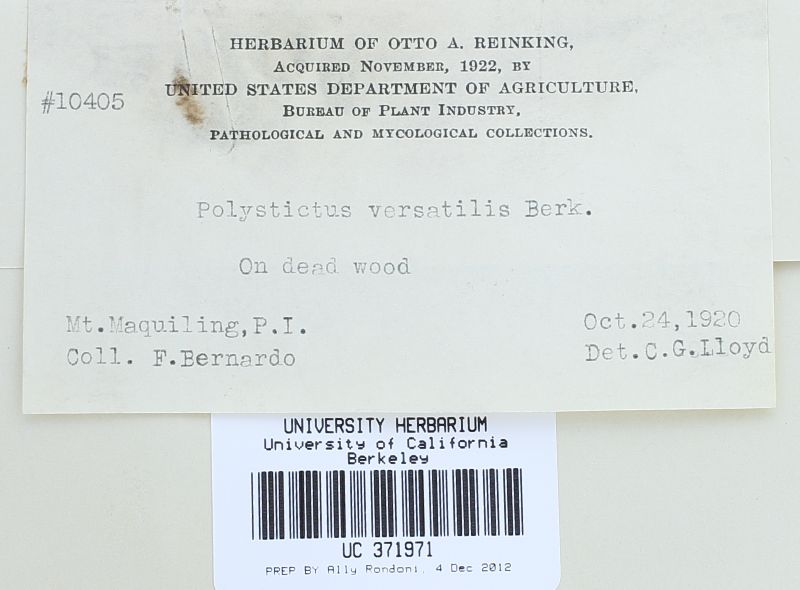 HERBARIUM OF OTTO A. REINKING,
ACQUIRED NOVEMBER, 1922, BY
UNITED STATES DEPARTMENT OF AGRICULTURE,
BUREAU OF PLANT INDUSTRY,
PATHOLOGICAL AND MYCOLOGICAL COLLECTIONS.
#10405
Polystictus versatilis Berk.
On dead wood
Mt.Maquiling,P.I.
Coll. F.Bernardo
Oct.24,1920
Det.C.G.Lloyd
UNIVERSITY HERBARIUM
University of California
Berkeley
UC 371971
PREP BY Ally Rondoni, 4 Dec 2012